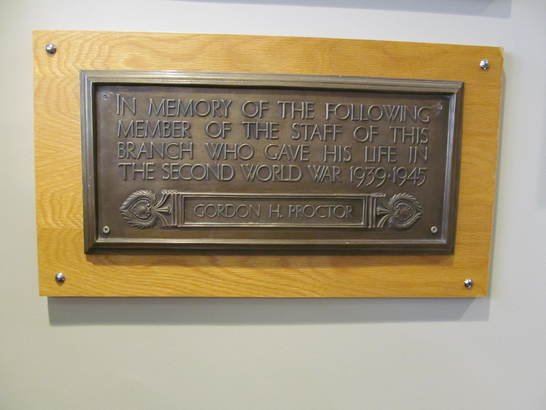 IN MEMORY OF THE FOLLOWING
MEMBER OF THE STAFF OF THIS
BRANCH WHO GAVE HIS LIFE IN
THE SECOND WORLD WAR 1939·1945
GORDON H. PROCTOR